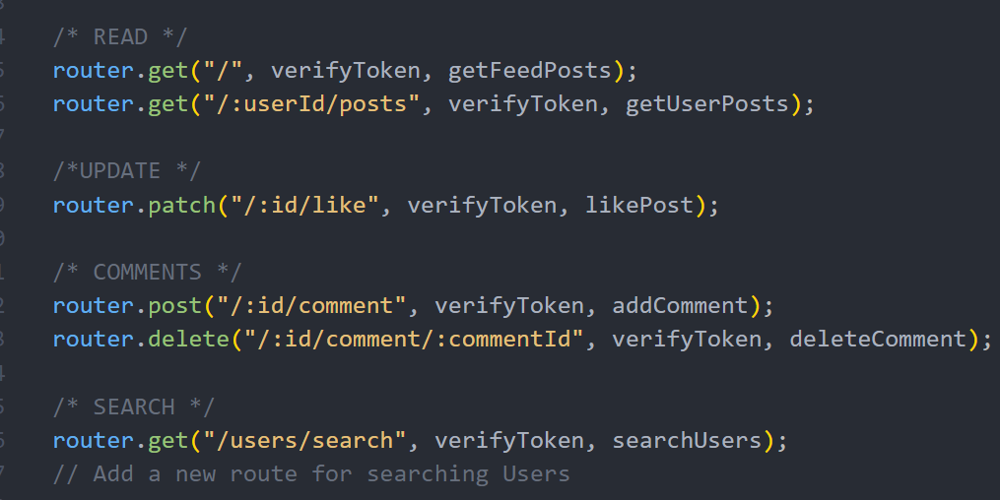 /* READ */
router.get("/", verifyToken, getFeedPosts);
router.get("/:userId/posts", verifyToken, getUserPosts);
/*UPDATE */
router.patch("/:id/like", verifyToken, likePost);
/* COMMENTS */
router.post("/:id/comment", verifyToken, addComment);
router.delete("/:id/comment/:commentId", verifyToken, deleteComment);
/* SEARCH */
router.get("/users/search", verifyToken, searchUsers);
// Add a new route for searching Users